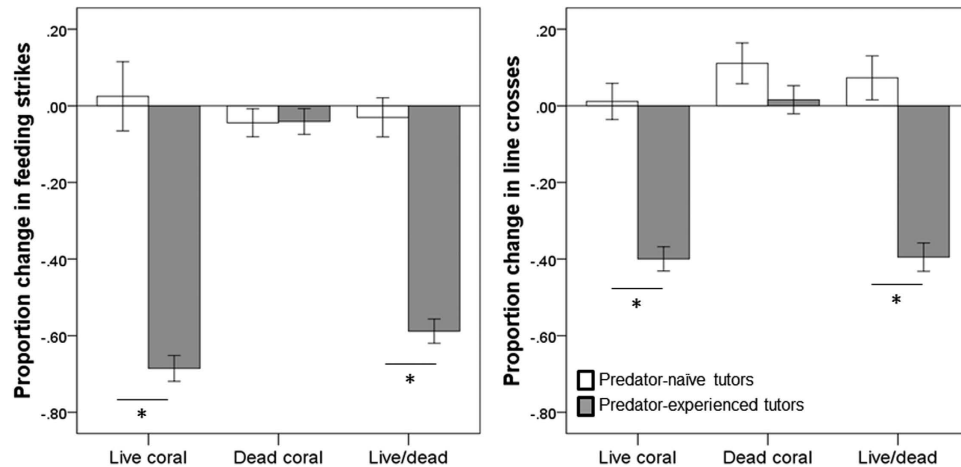 Proportion change in feeding strikes
.20
.00
-.20
-.40
-.60
-.80
*
*
Live coral Dead coral Live/dead
Proportion change in line crosses
.20
.00
-.20
-.40
-.60
-.80
*
*
Predator-naïve tutors
Predator-experienced tutors
Live coral Dead coral Live/dead